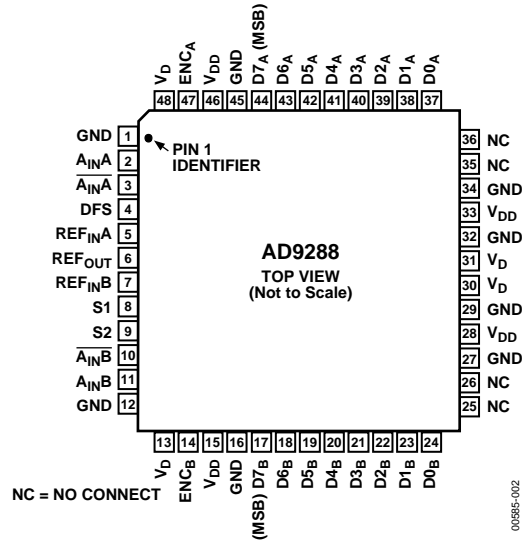 VD ENCA VDD GND D7A (MSB) D6A D5A D4A D3A D2A D1A D0A
48 47 46 45 44 43 42 41 40 39 38 37
GND 1
AINA 2
AINA 3
DFS 4
REFINA 5
REFOUT 6
REFINB 7
S1 8
S2 9
AINB 10
AINB 11
GND 12
PIN 1
IDENTIFIER
AD9288
TOP VIEW
(Not to Scale)
36 NC
35 NC
34 GND
33 VDD
32 GND
31 VD
30 VD
29 GND
28 VDD
27 GND
26 NC
25 NC
13 14 15 16 17 18 19 20 21 22 23 24
VD ENCB VDD GND (MSB) D7B D6B D5B D4B D3B D2B D1B D0B
NC = NO CONNECT
00585-002